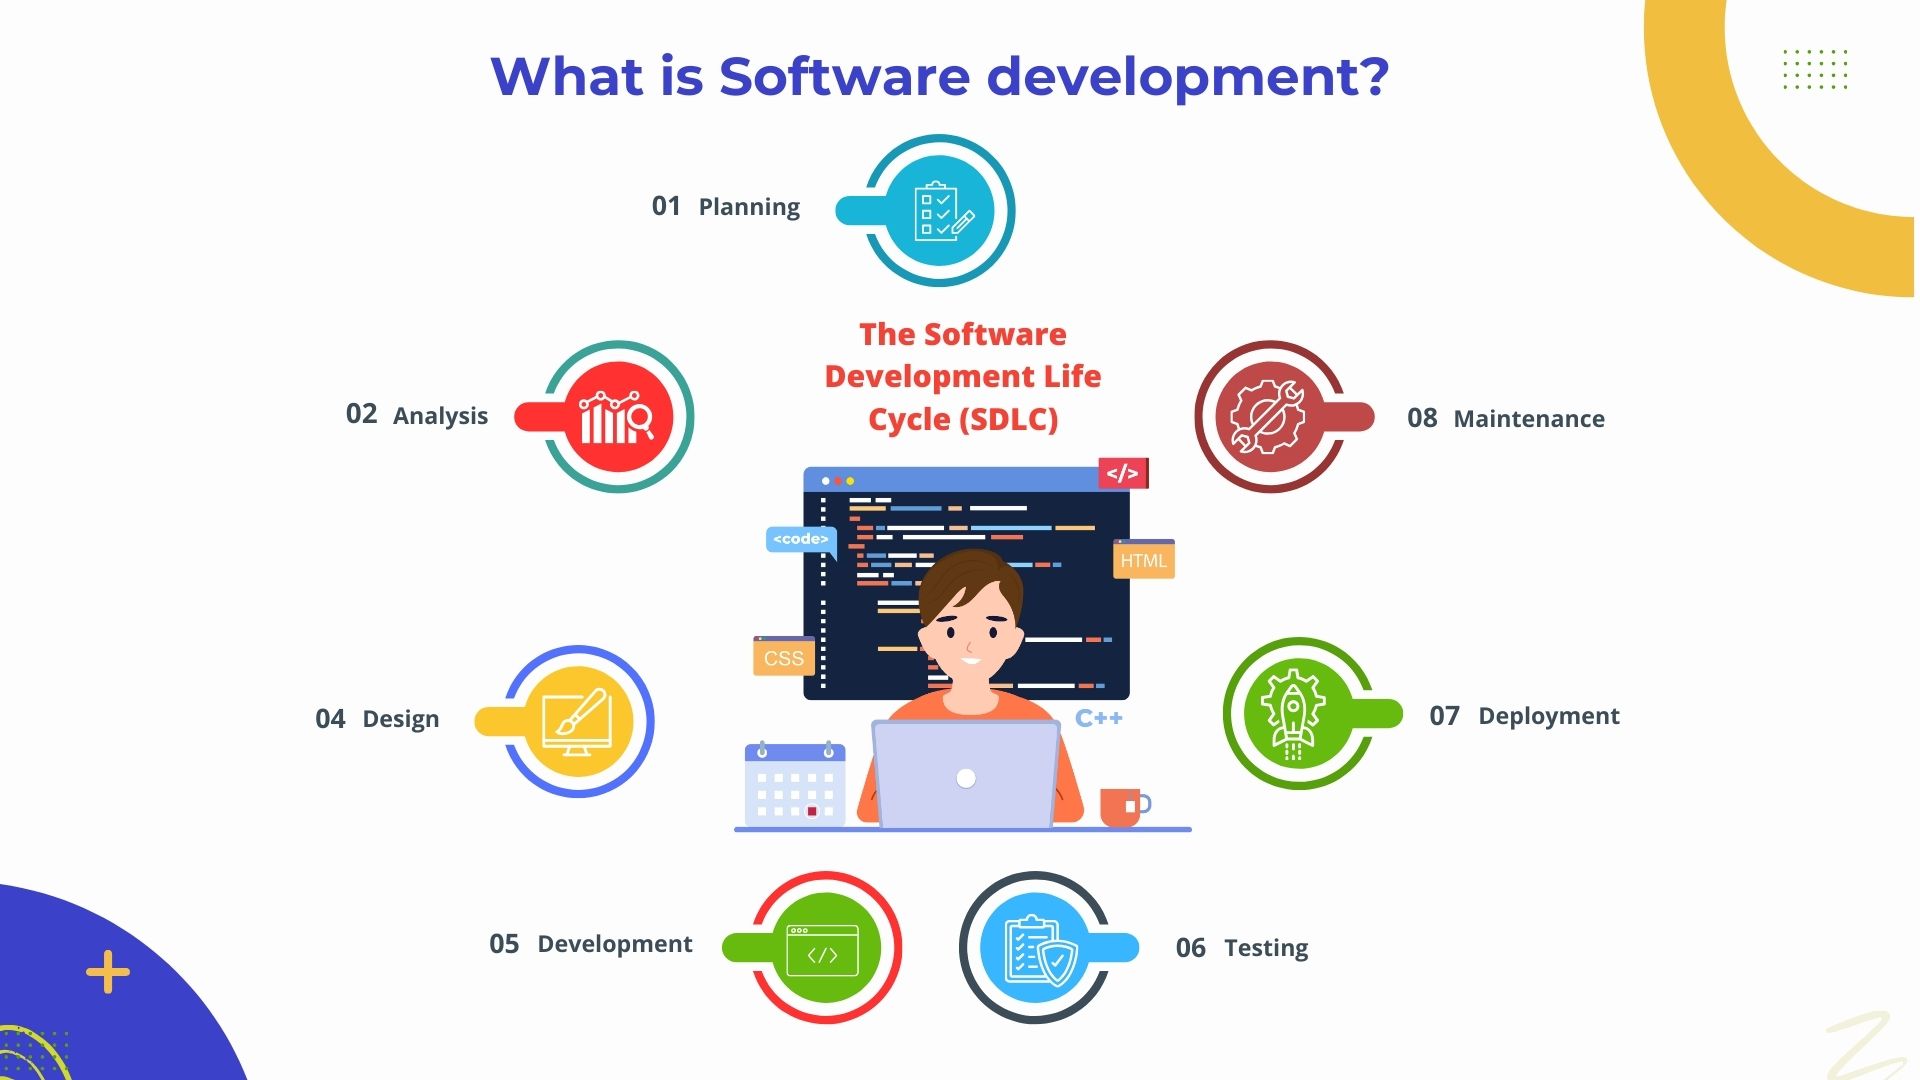 What is Software development?
01 Planning
The Software
Development Life
Cycle (SDLC)
02 Analysis
08 Maintenance
</>
<code>
HTML
CSS
C++
04 Design
07 Deployment
05 Development
</>
06 Testing